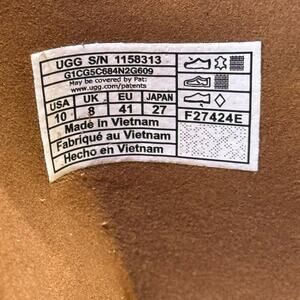 UGG S/N 1158313
G1CG5C684N2G609
May be Covered by Pat:
www.ugg.com/patents
USA UK EU JAPAN
10 8 41 27
Made in Vietnam
Fabriqué au Vietnam
Hecho en Vietnam
F27424E